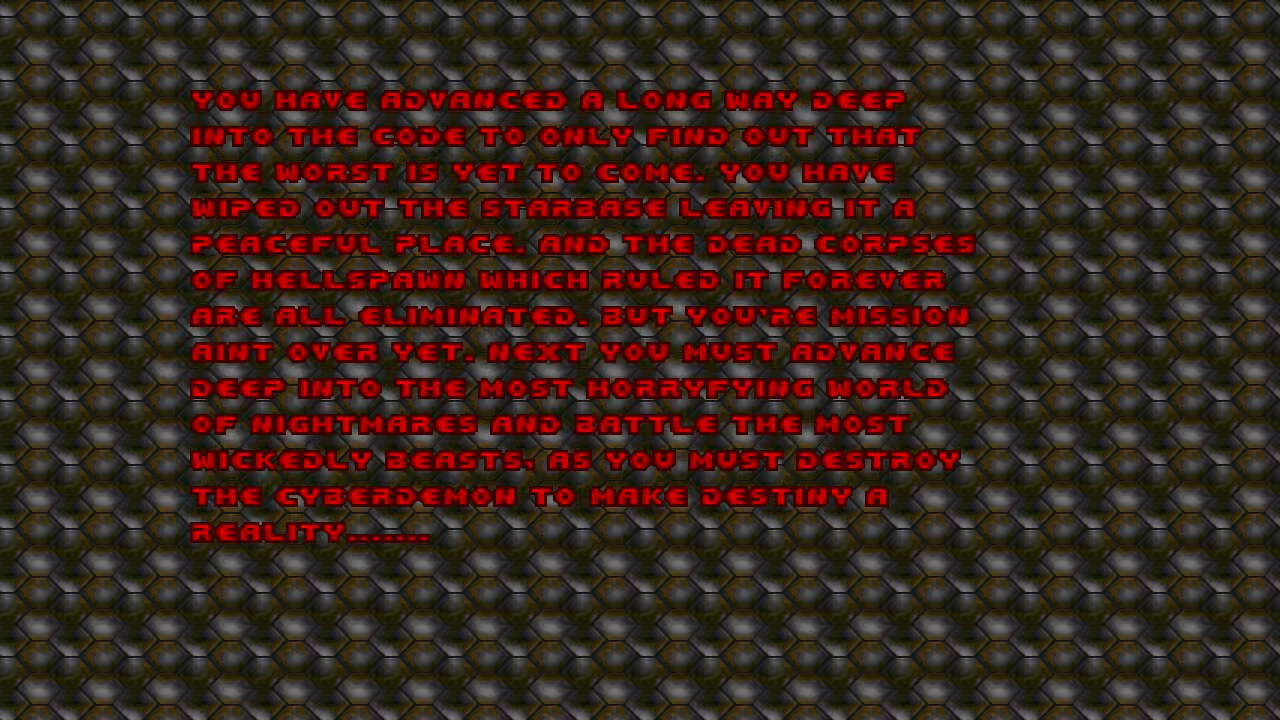 YOU HAVE ADVANCED A LONG WAY DEEP
INTO THE CODE TO ONLY FIND OUT THAT
THE WORST IS YET TO COME. YOU HAVE
WIPED OUT THE STARBASE LEAVING IT A
PEACEFUL PLACE. AND THE DEAD CORPSES
OF HELLSPAWN WHICH RULED IT FOREVER
ARE ALL ELIMINATED. BUT YOU'RE MISSION
AINT OVER YET. NEXT YOU MUST ADVANCE
DEEP INTO THE MOST HORRYFYING WORLD
OF NIGHTMARES AND BATTLE THE MOST
WICKEDLY BEASTS, AS YOU MUST DESTROY
THE CYBERDEMON TO MAKE DESTINY A
REALITY.......